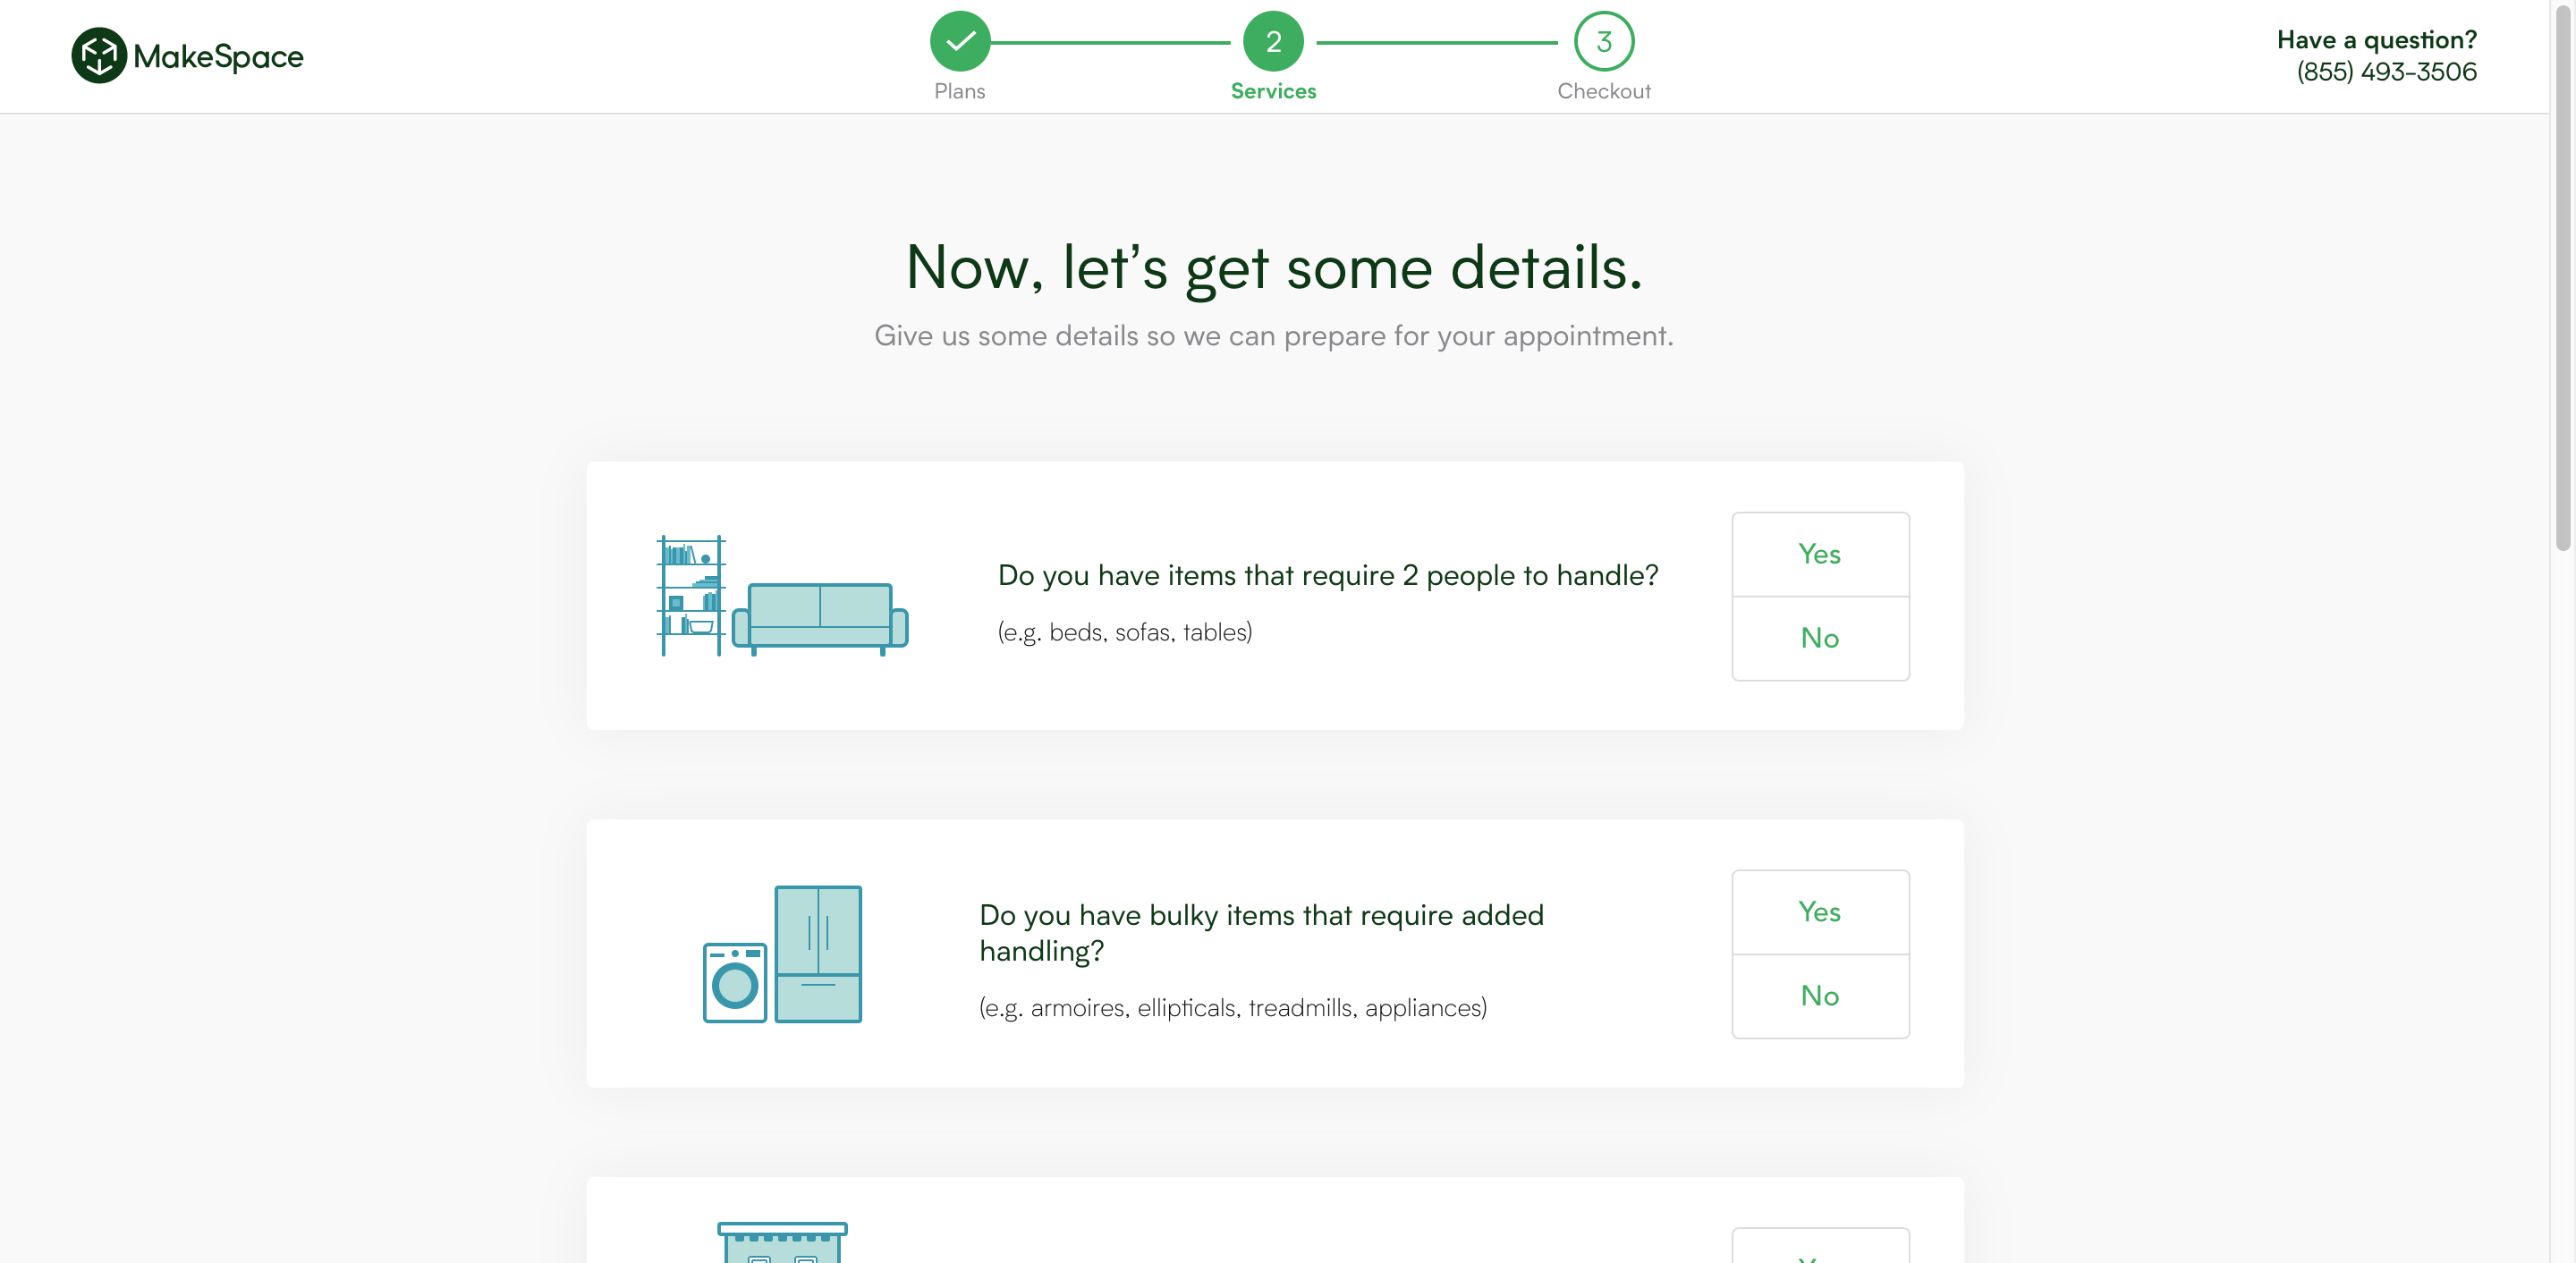 MakeSpace
Plans
2
Services
3
Checkout
Have a question?
(855) 493-3506
Now, let’s get some details.
Give us some details so we can prepare for your appointment.
Do you have items that require 2 people to handle?
(e.g. beds, sofas, tables)
Yes
No
Do you have bulky items that require added
handling?
(e.g. armoires, ellipticals, treadmills, appliances)
Yes
No